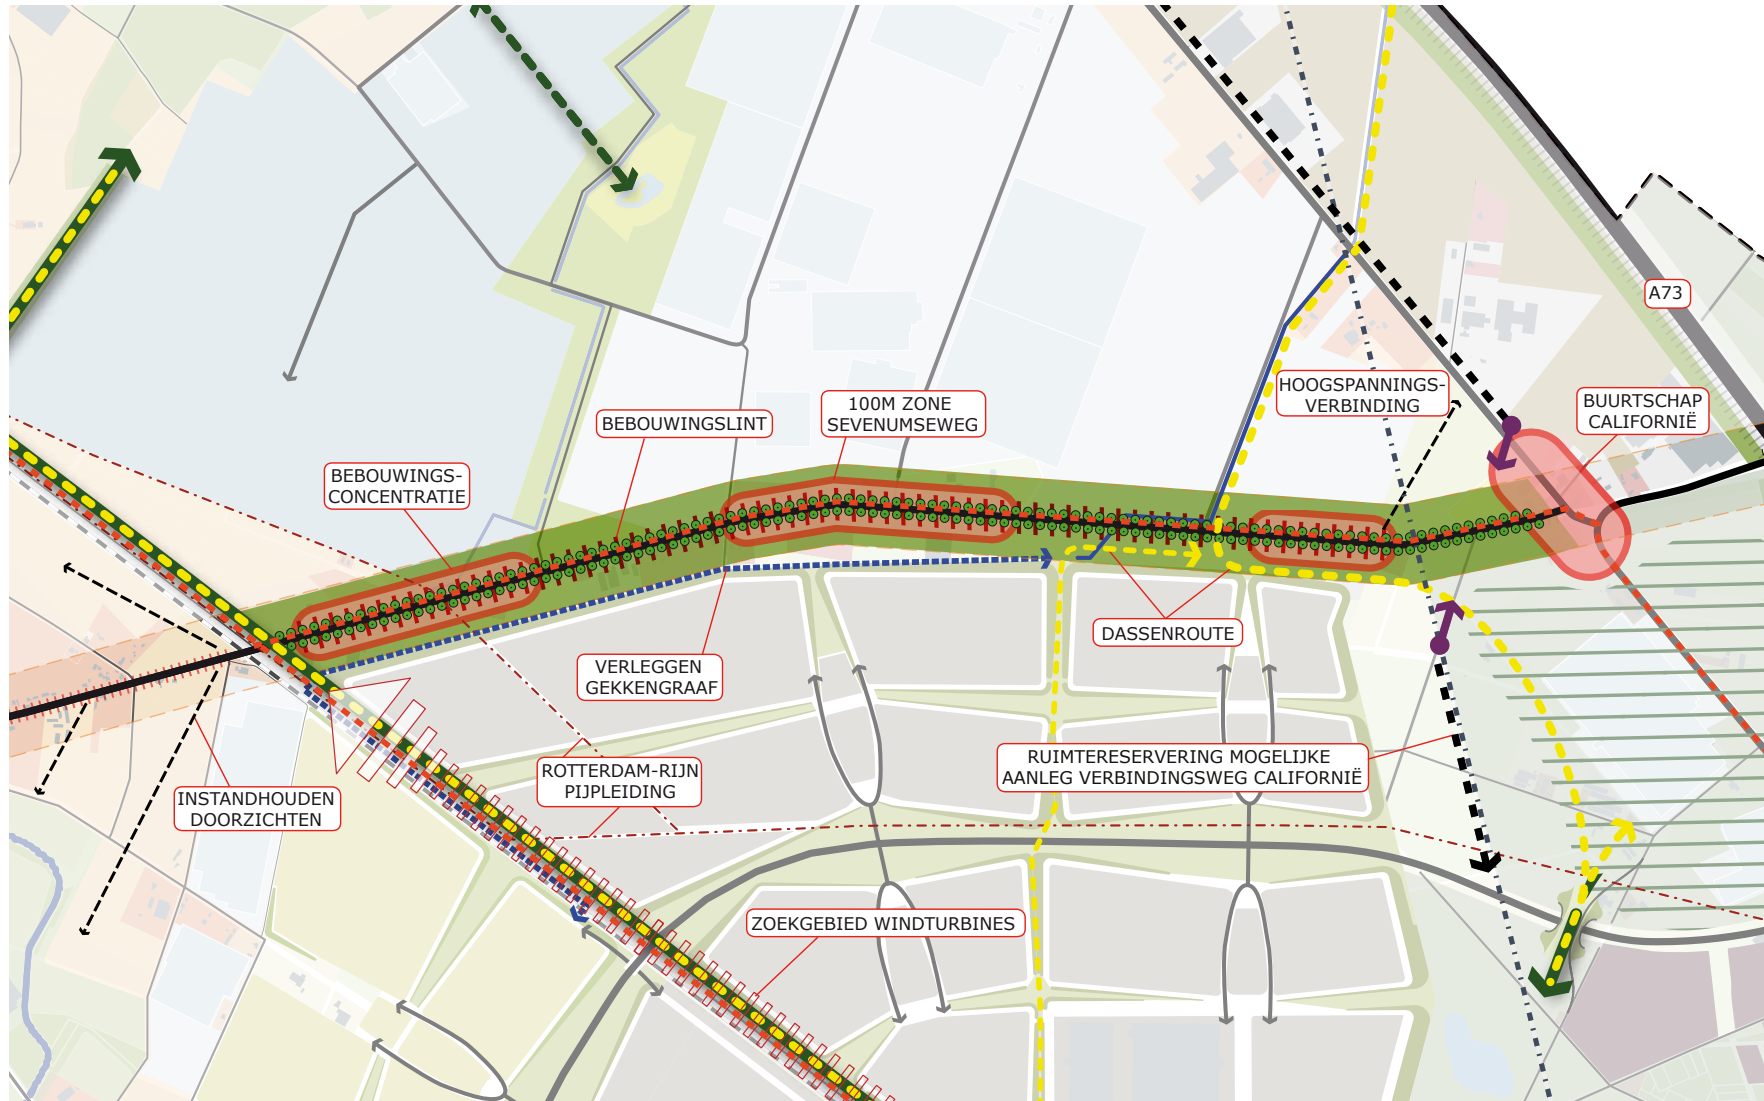 A73
HOOGSPANNINGS-
VERBINDING
BUURTSCHAP
CALIFORNIË
100M ZONE
SEVENUMSEWEG
BEBOUWINGSLINT
BEBOUWINGS-
CONCENTRATIE
DASSENROUTE
VERLEGGEN
GEKKENGRAAF
RUIMTERESERVERING MOGELIJKE
AANLEG VERBINDINGSWEG CALIFORNIË
ROTTERDAM-RIJN
PIJPLEIDING
INSTANDHOUDEN
DOORZICHTEN
ZOEKGEBIED WINDTURBINES